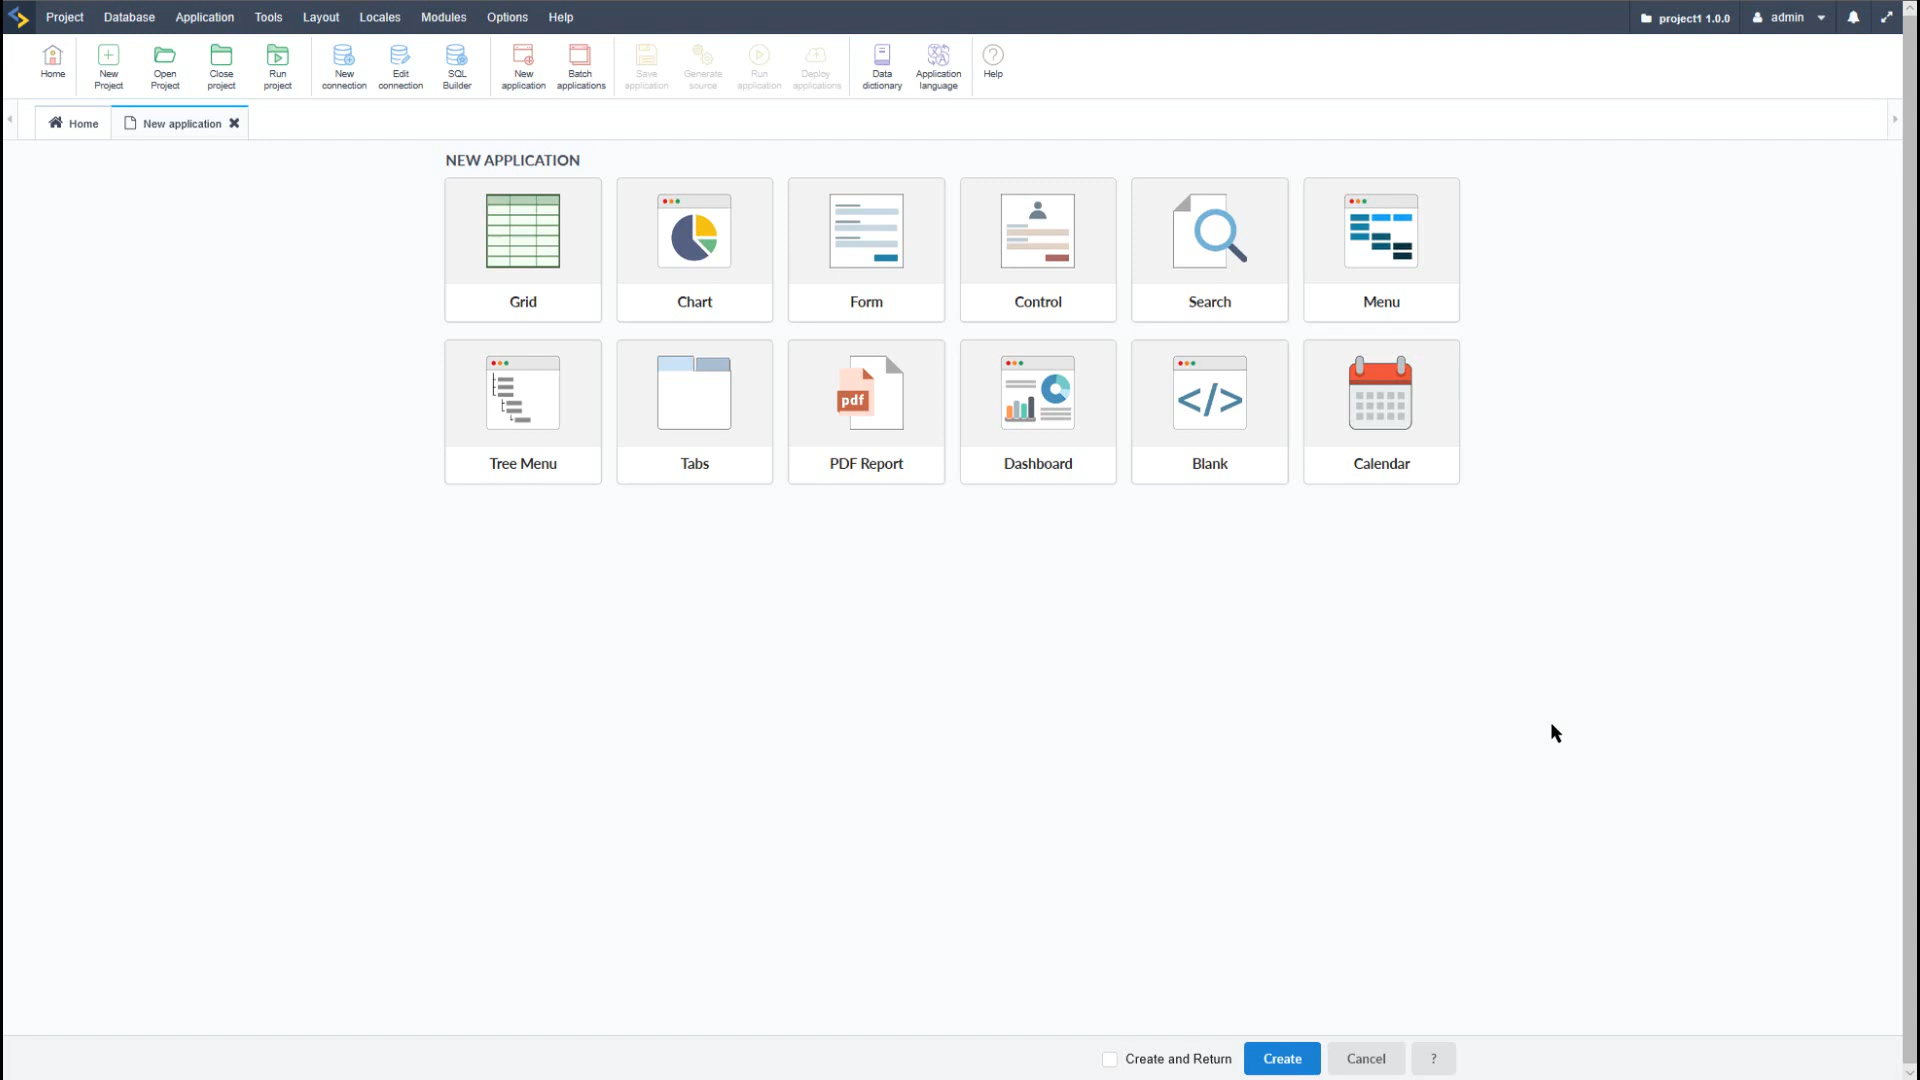 Project Database Application Tools Layout Locales Modules Options Help project1 1.0.0 admin
Home
New Project
Open Project
Close project
Run project
New connection
Edit connection
SQL Builder
New application
Batch applications
Save application
Generate source
Run application
Deploy applications
Data dictionary
Application language
Help
Home New application
NEW APPLICATION
Grid Chart Form Control Search Menu
pdf
Tree Menu Tabs PDF Report Dashboard Blank Calendar
Create and Return Create Cancel ?